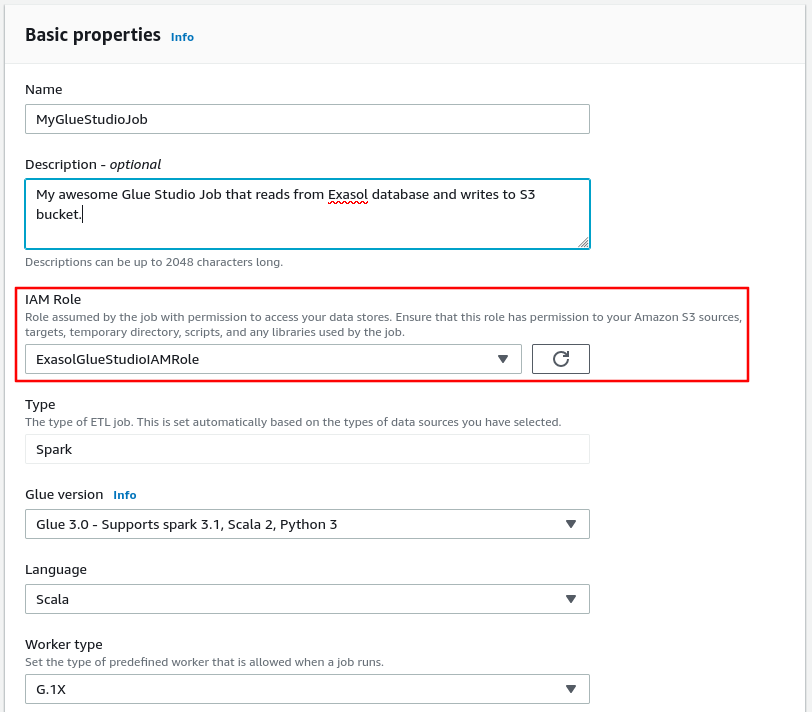 Basic properties Info
Name
MyGlueStudioJob
Description - optional
My awesome Glue Studio Job that reads from Exasol database and writes to S3
bucket.
Descriptions can be up to 2048 characters long.
IAM Role
Role assumed by the job with permission to access your data stores. Ensure that this role has permission to your Amazon S3 sources,
targets, temporary directory, scripts, and any libraries used by the job.
ExasolGlueStudioIAMRole
Type
The type of ETL job. This is set automatically based on the types of data sources you have selected.
Spark
Glue version Info
Glue 3.0 - Supports spark 3.1, Scala 2, Python 3
Language
Scala
Worker type
Set the type of predefined worker that is allowed when a job runs.
G.1X